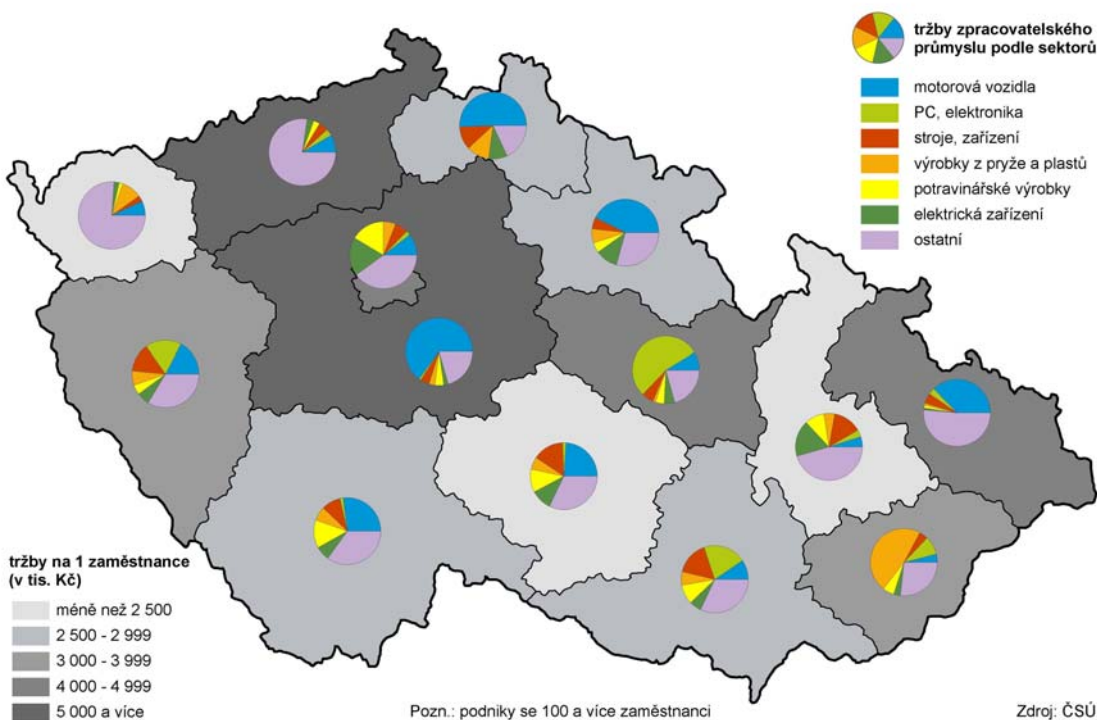 tržby zpracovatelského
průmyslu podle sektorů
motorová vozidla
PC, elektronika
stroje, zařízení
výrobky z pryže a plastů
potravinářské výrobky
elektrická zařízení
ostatní
tržby na 1 zaměstnance
(v tis. Kč)
méně než 2 500
2 500 - 2 999
3 000 - 3 999
4 000 - 4 999
5 000 a více
Pozn.: podniky se 100 a více zaměstnanci
Zdroj: ČSÚ